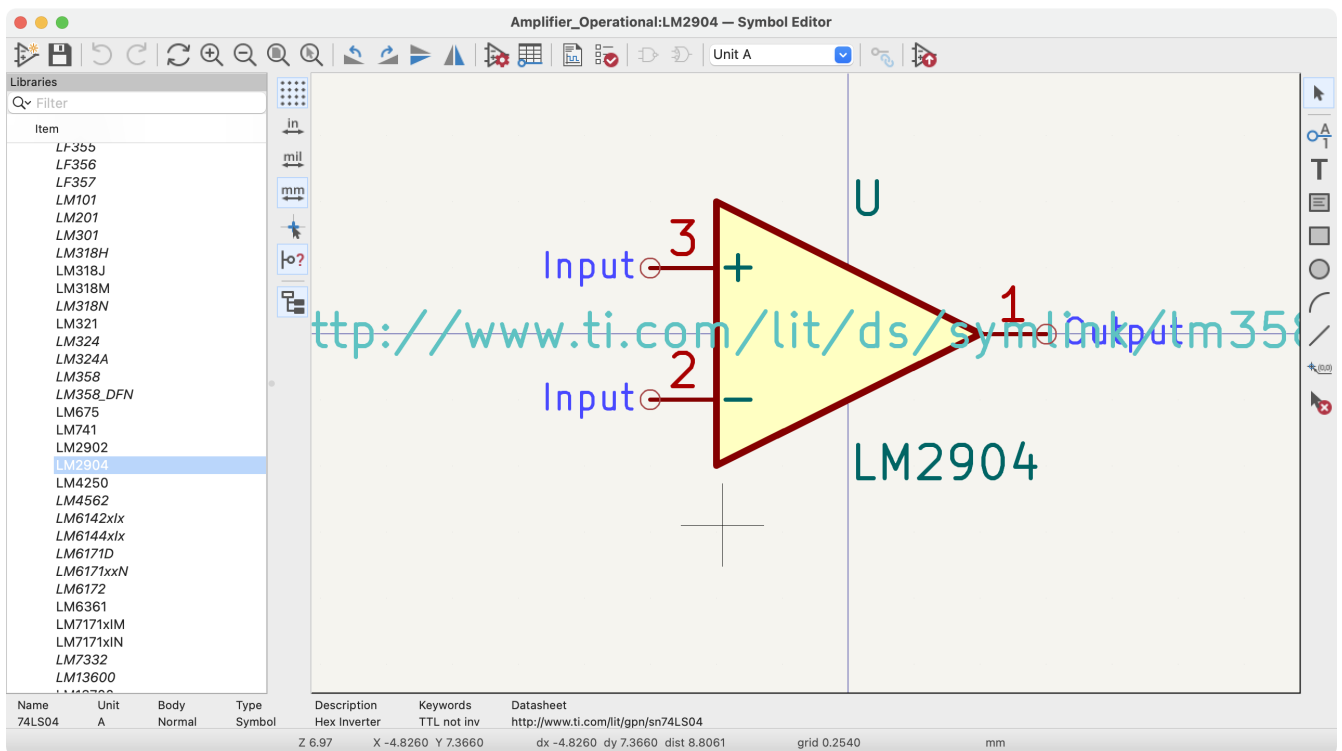 Amplifier_Operational:LM2904 — Symbol Editor
Unit A
Libraries
Filter
Item
LF355
LF356
LF357
LM101
LM201
LM301
LM318H
LM318J
LM318M
LM318N
LM321
LM324
LM324A
LM358
LM358_DFN
LM675
LM741
LM2902
LM2904
LM4250
LM4562
LM6142xIx
LM6144xIx
LM6171D
LM6171xxN
LM6172
LM6361
LM7171xIM
LM7171xIN
LM7332
LM13600
in
mil
mm
U
3
Input
+
ttp://www.ti.com/lit/ds/symlink/lm358
1
Output
2
Input
−
LM2904
A
1
T
(0,0)
Name Unit Body Type Description Keywords Datasheet
74LS04 A Normal Symbol Hex Inverter TTL not inv http://www.ti.com/lit/gpn/sn74LS04
Z 6.97 X -4.8260 Y 7.3660 dx -4.8260 dy 7.3660 dist 8.8061 grid 0.2540 mm